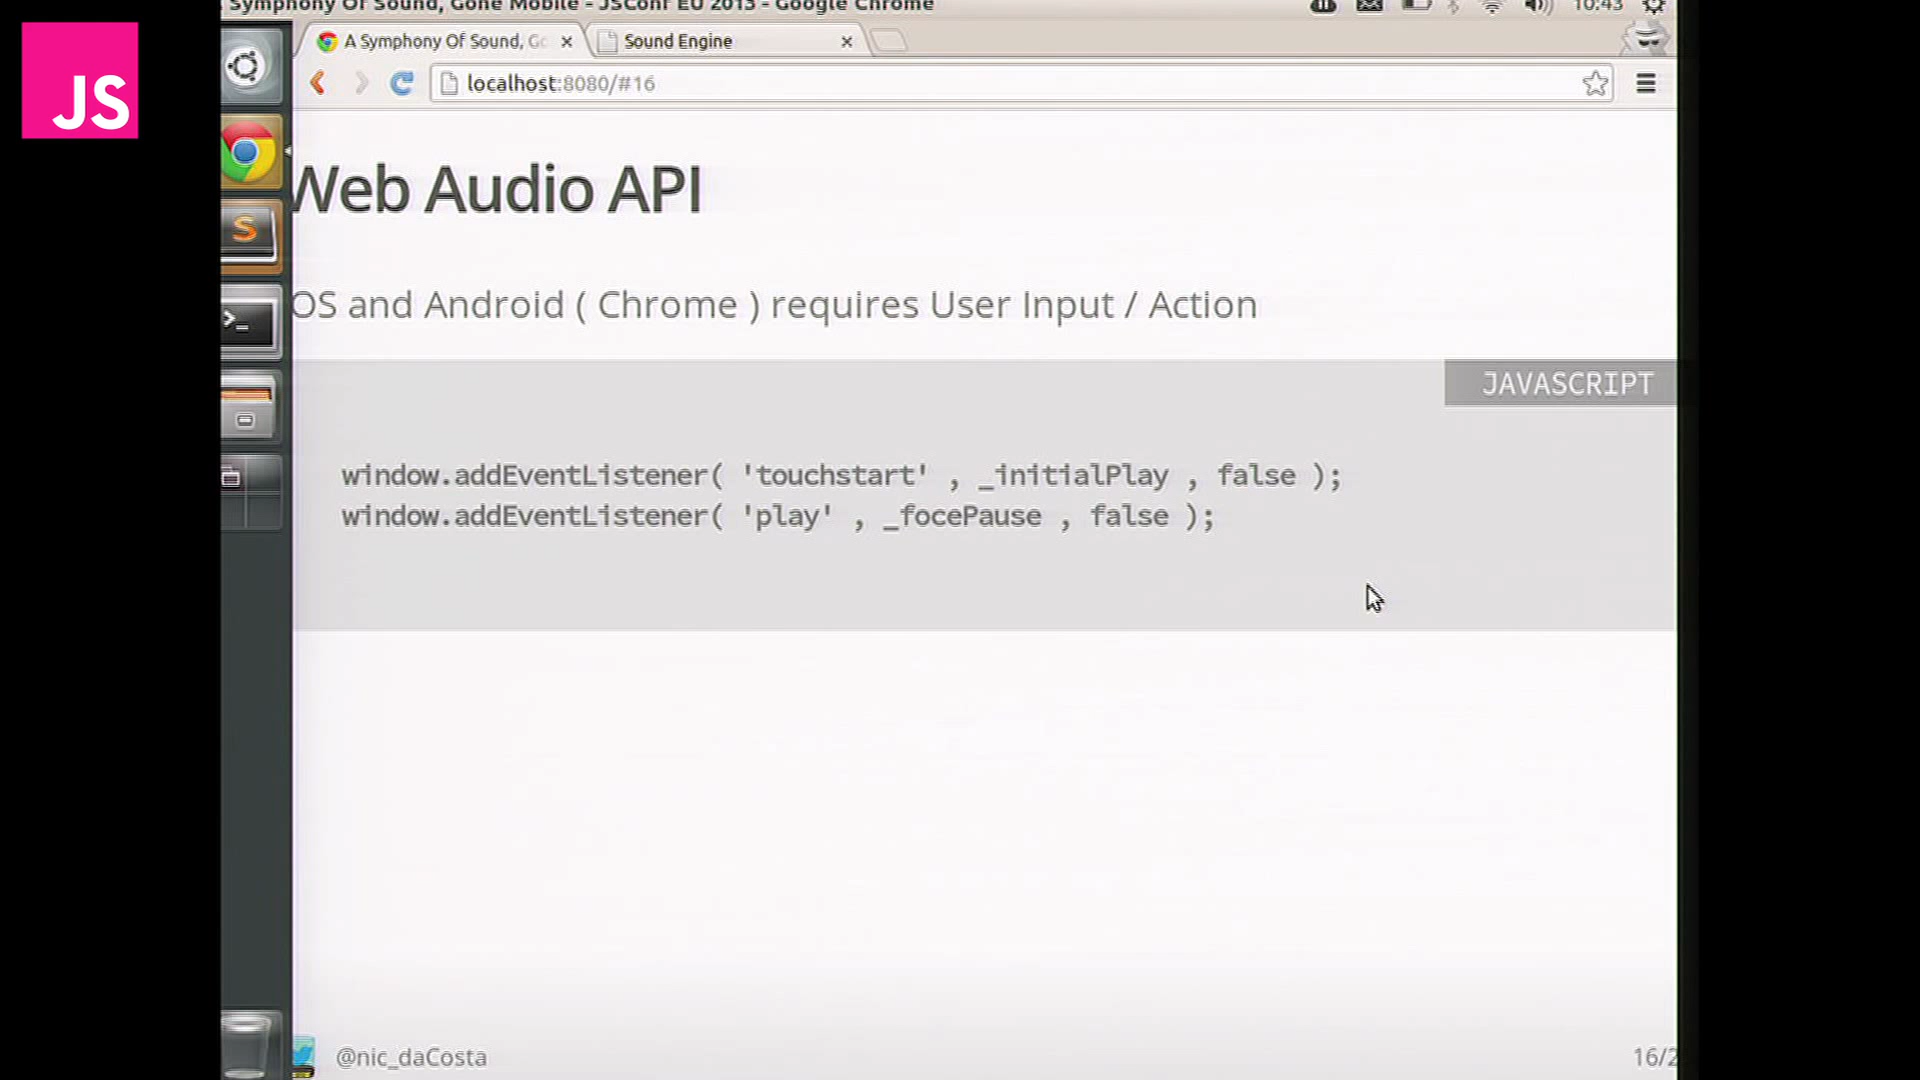 Symphony Of Sound, Gone Mobile - JSConf EU 2013 - Google Chrome
10:43
JS
A Symphony Of Sound, Go
Sound Engine
localhost:8080/#16
Web Audio API
OS and Android ( Chrome ) requires User Input / Action
JAVASCRIPT
window.addEventListener( 'touchstart' , _initialPlay , false );
window.addEventListener( 'play' , _focePause , false );
@nic_daCosta
16/2